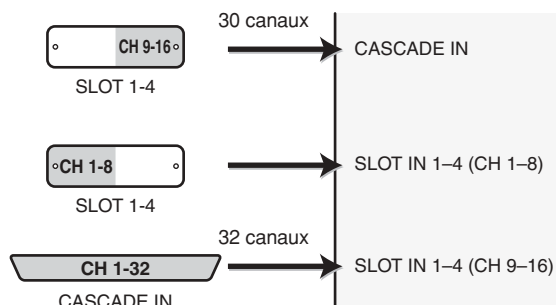 30 canaux
CH 9-16
CASCADE IN
SLOT 1-4
CH 1-8
SLOT IN 1–4 (CH 1–8)
SLOT 1-4
32 canaux
CH 1-32
SLOT IN 1–4 (CH 9–16)
CASCADE IN